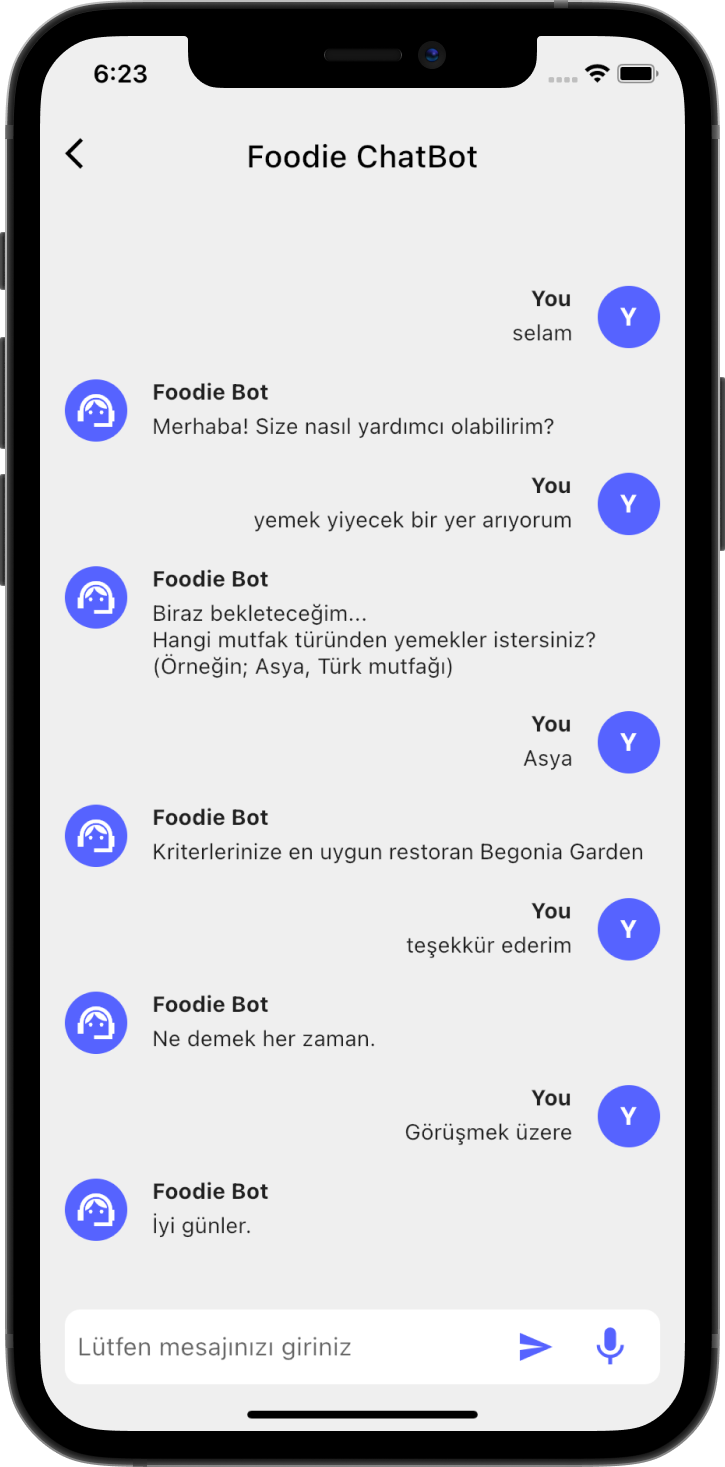 6:23
Foodie ChatBot
You
Y
selam
Foodie Bot
Merhaba! Size nasıl yardımcı olabilirim?
You
Y
yemek yiyecek bir yer arıyorum
Foodie Bot
Biraz bekleteceğim...
Hangi mutfak türünden yemekler istersiniz?
(Örneğin; Asya, Türk mutfağı)
You
Y
Asya
Foodie Bot
Kriterlerinize en uygun restoran Begonia Garden
You
Y
teşekkür ederim
Foodie Bot
Ne demek her zaman.
You
Y
Görüşmek üzere
Foodie Bot
İyi günler.
Lütfen mesajınızı giriniz